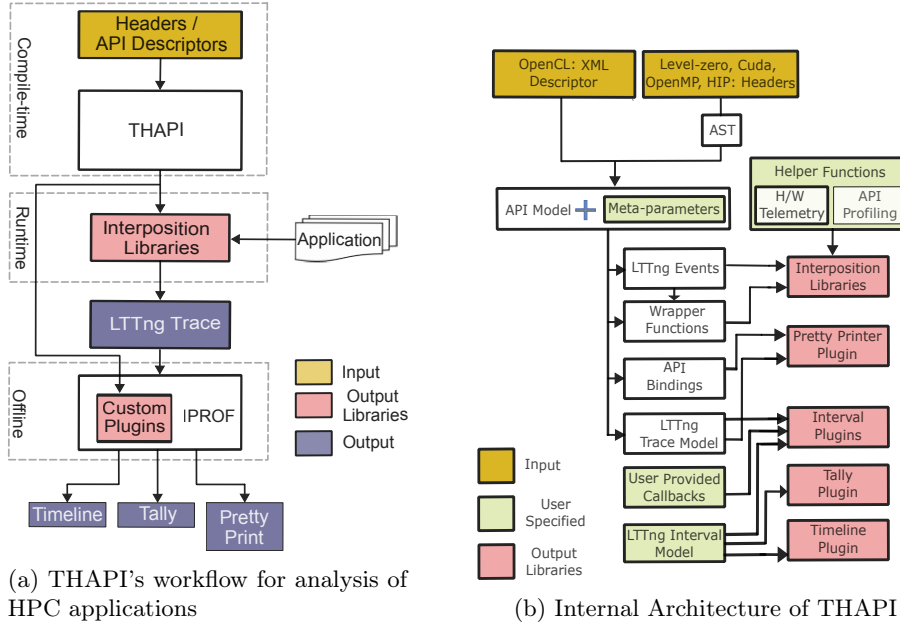 Compile-time
Headers /
API Descriptors
THAPI
Runtime
Interposition
Libraries
Application
LTTng Trace
Offline
Custom
Plugins
IPROF
Timeline
Tally
Pretty
Print
Input
Output
Libraries
Output
(a) THAPI's workflow for analysis of
HPC applications
OpenCL: XML
Descriptor
Level-zero, Cuda,
OpenMP, HIP: Headers
AST
API Model
+
Meta-parameters
Helper Functions
H/W
Telemetry
API
Profiling
LTTng Events
Wrapper
Functions
API
Bindings
LTTng
Trace Model
User Provided
Callbacks
LTTng Interval
Model
Interposition
Libraries
Pretty Printer
Plugin
Interval
Plugins
Tally
Plugin
Timeline
Plugin
Input
User
Specified
Output
Libraries
(b) Internal Architecture of THAPI